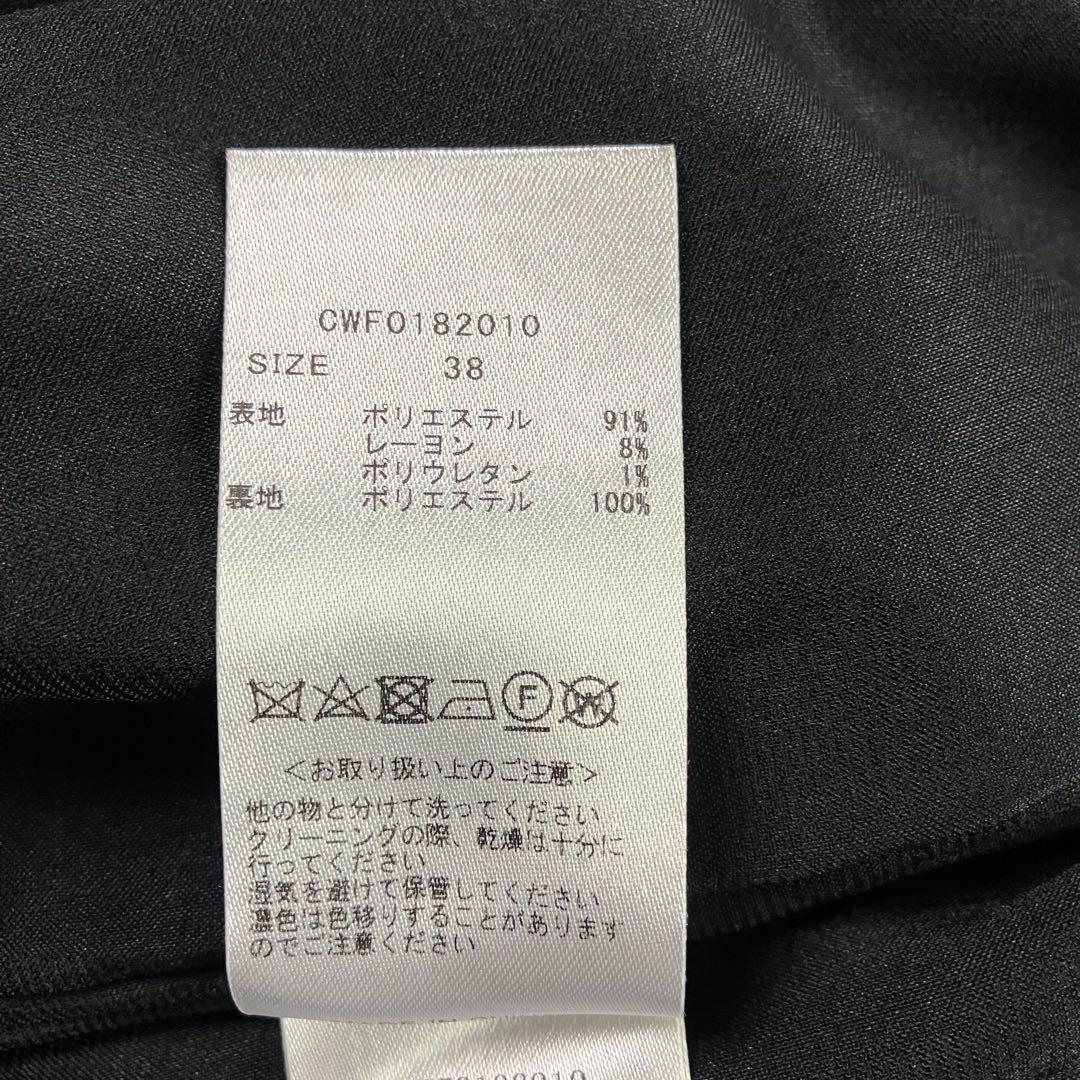 CWF0182010
SIZE 38
表地 ポリエステル 91%
レーヨン 8%
ポリウレタン 1%
裏地 ポリエステル 100%
F W
<お取り扱い上のご注意>
他の物と分けて洗ってください
クリーニングの際、乾燥は十分に
行ってください
湿気を避けて保管してください
濃色は色移りすることがあります
のでご注意ください